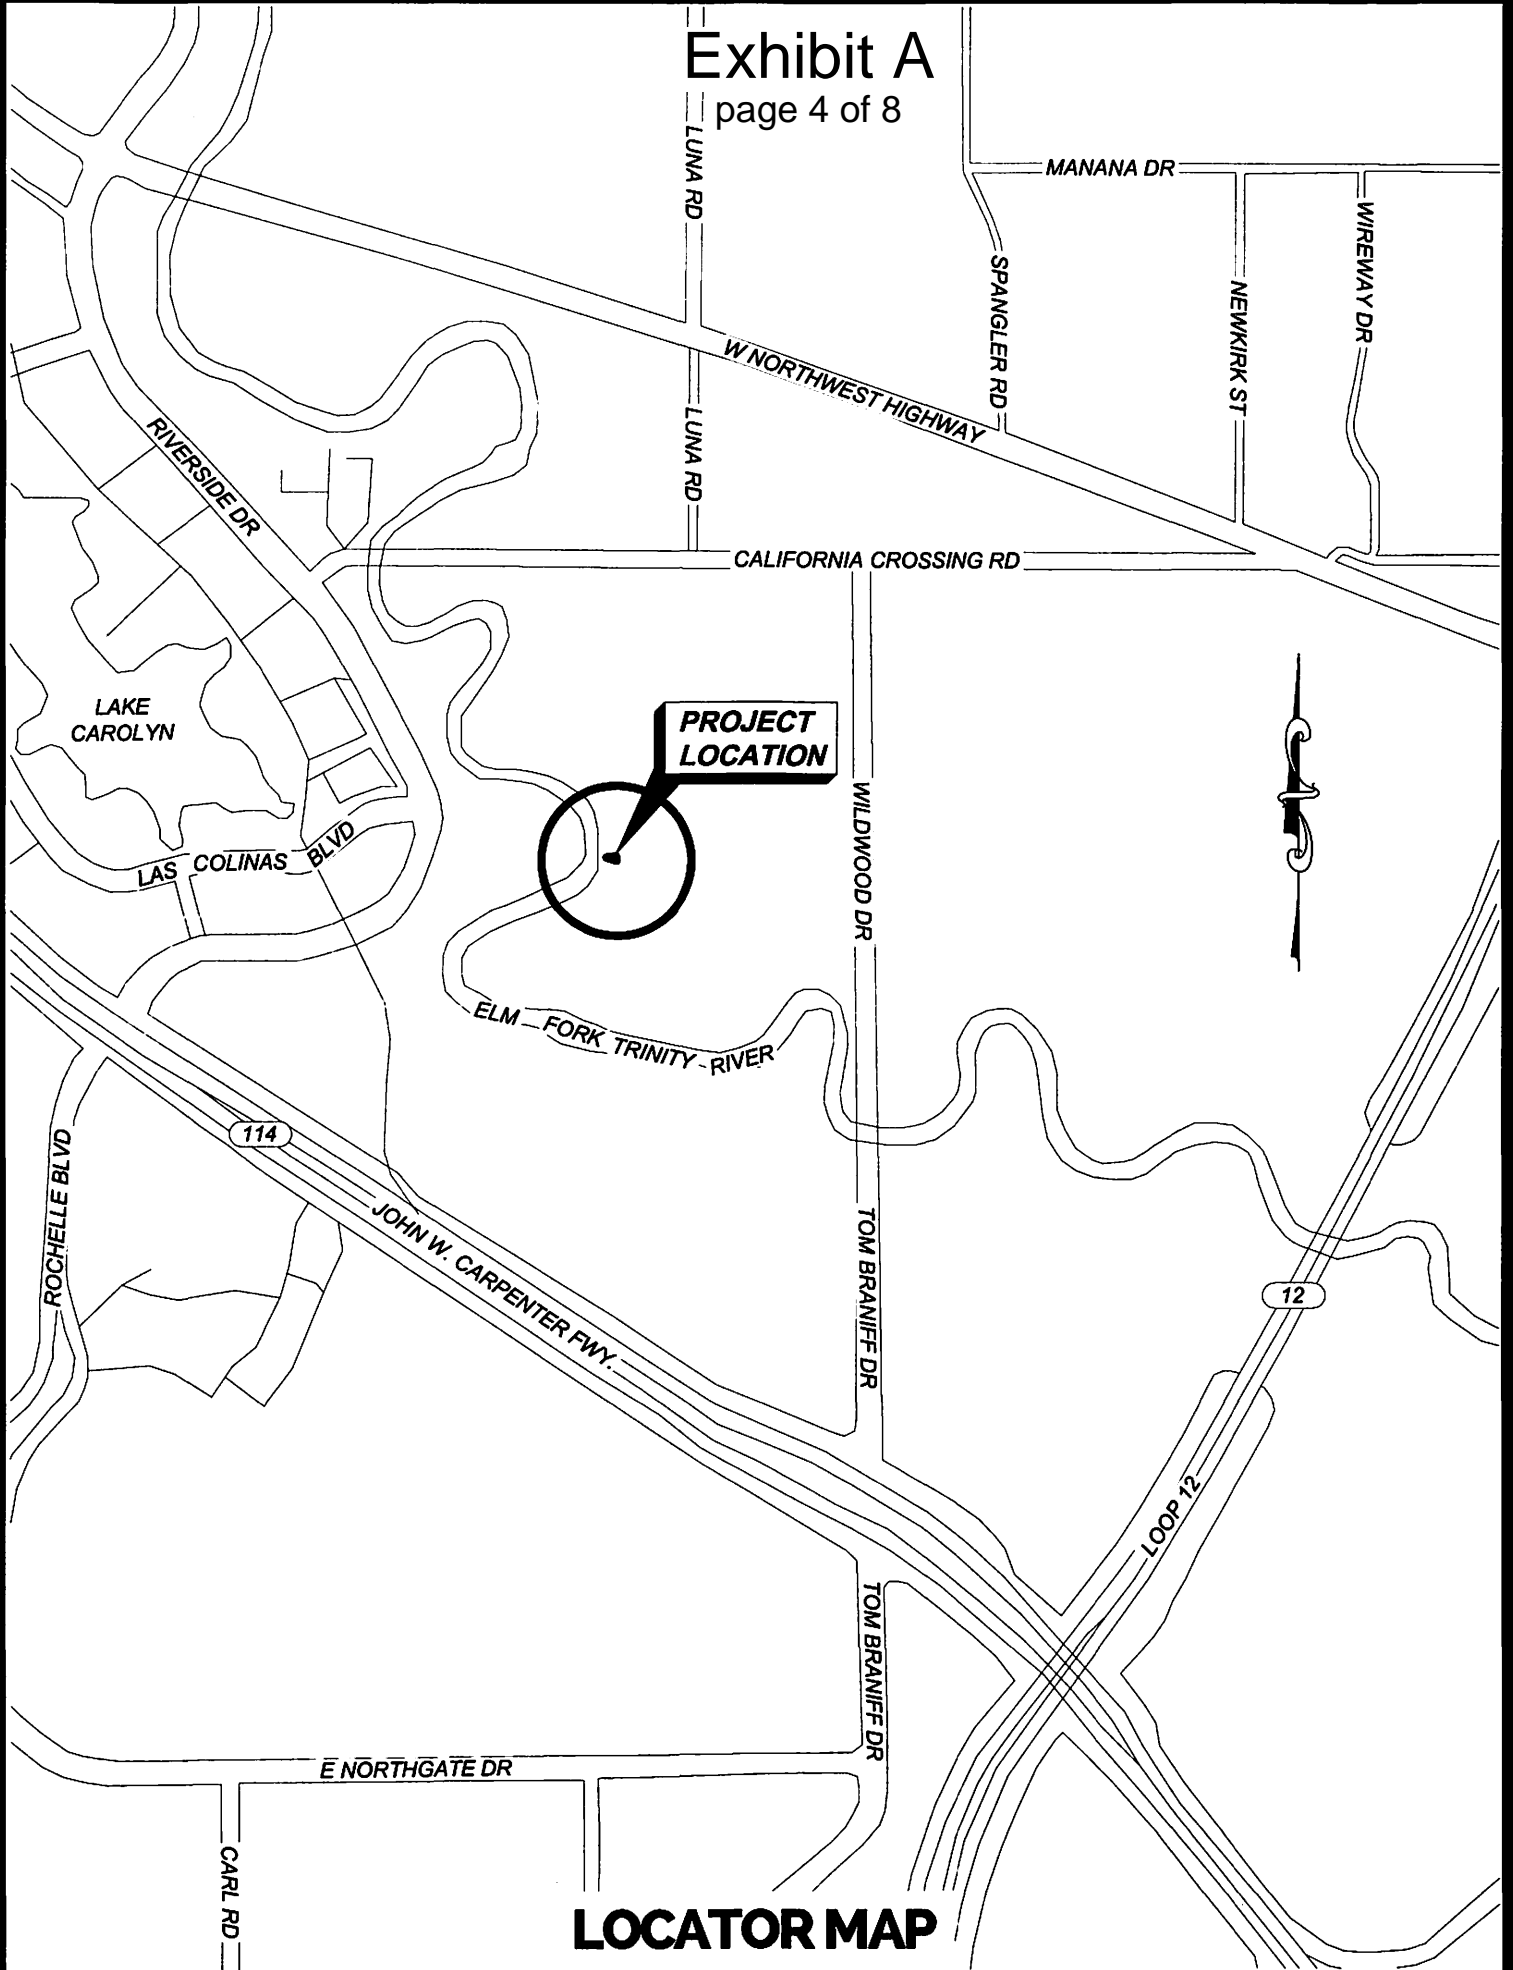 Exhibit A
page 4 of 8
LUNA RD
MANANA DR
WIREWAY DR
SPANGLER RD
NEWKIRK ST
W NORTHWEST HIGHWAY
LUNA RD
RIVERSIDE DR
CALIFORNIA CROSSING RD
LAKE
CAROLYN
PROJECT
LOCATION
WILDWOOD DR
LAS COLINAS BLVD
ELM FORK TRINITY RIVER
114
ROCHELLE BLVD
JOHN W. CARPENTER FWY.
TOM BRANIFF DR
12
LOOP 12
TOM BRANIFF DR
E NORTHGATE DR
CARL RD
LOCATOR MAP